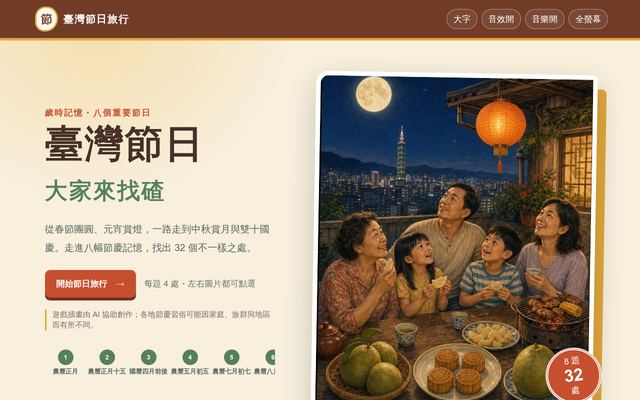 節 臺灣節日旅行
大字 音效開 音樂開 全螢幕
歲時記憶・八個重要節日
臺灣節日
大家來找碴
從春節團圓、元宵賞燈，一路走到中秋賞月與雙十國
慶。走進八幅節慶記憶，找出 32 個不一樣之處。
開始節日旅行 → 每題 4 處・左右圖片都可點選
遊戲插畫由 AI 協助創作；各地節慶習俗可能因家庭、族群與地區
而有所不同。
1 2 3 4 5 6
農曆正月 農曆正月十五 國曆四月前後 農曆五月初五 農曆七月初七 農曆八
8 題
32
處